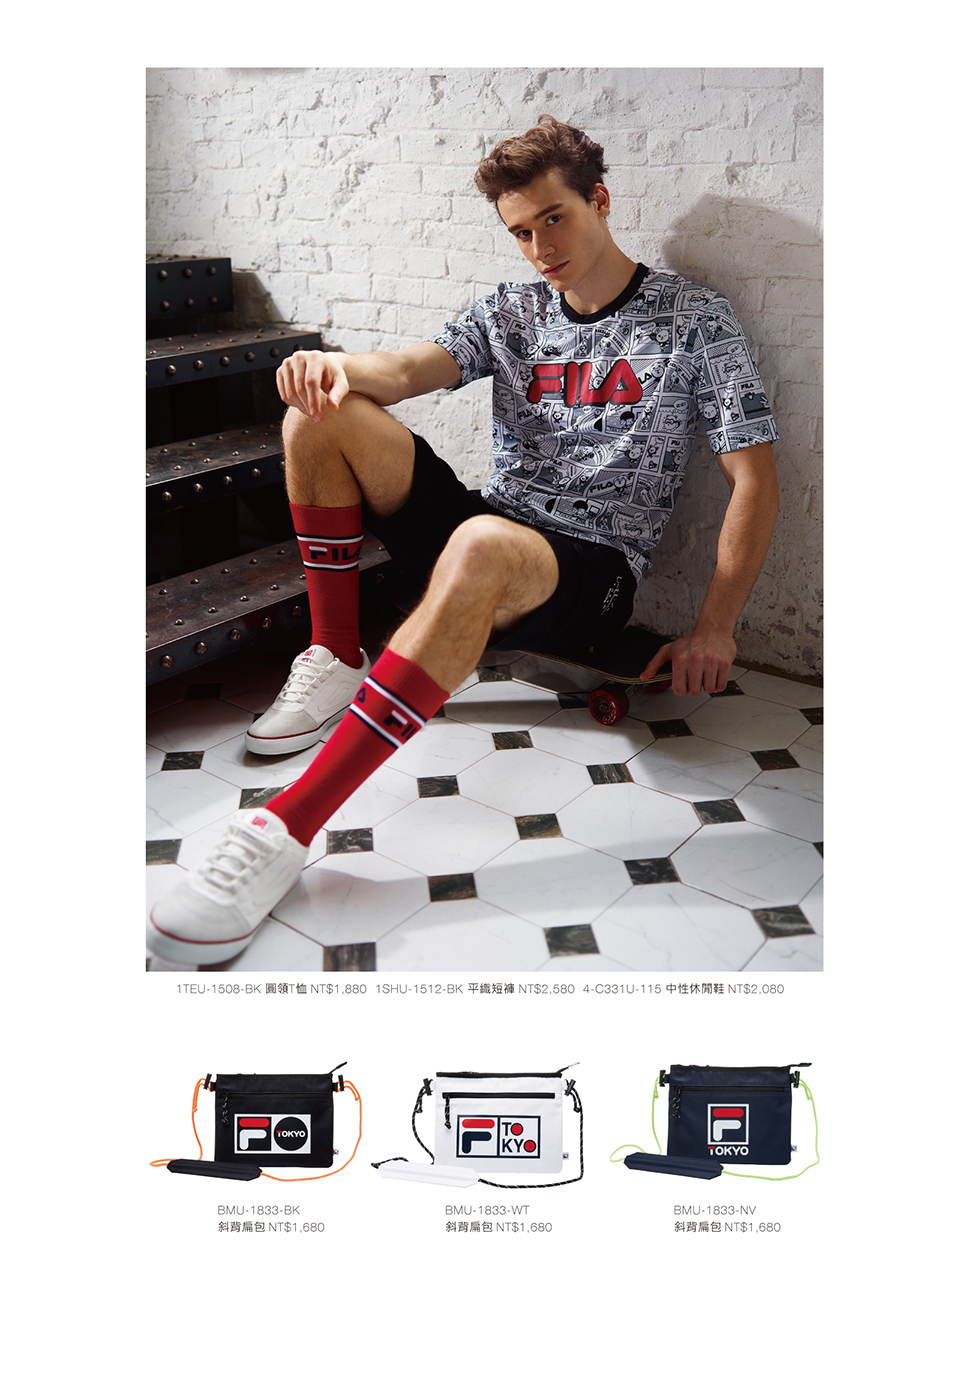 FILA
FILA
FILA
1TEU-1508-BK 圓領T恤 NT$1,880 1SHU-1512-BK 平織短褲 NT$2,580 4-C331U-115 中性休閒鞋 NT$2,080
TOKYO
TO
KYO
TOKYO
BMU-1833-BK
斜背扁包 NT$1,680
BMU-1833-WT
斜背扁包 NT$1,680
BMU-1833-NV
斜背扁包 NT$1,680